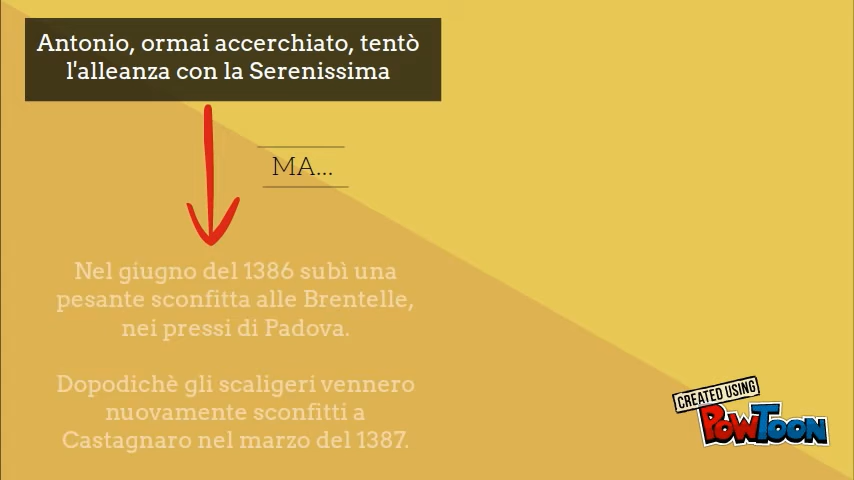 Antonio, ormai accerchiato, tentò
l'alleanza con la Serenissima
MA...
Nel giugno del 1386 subì una
pesante sconfitta alle Brentelle,
nei pressi di Padova.
Dopodichè gli scaligeri vennero
nuovamente sconfitti a
Castagnaro nel marzo del 1387.
CREATED USING
POWTOON